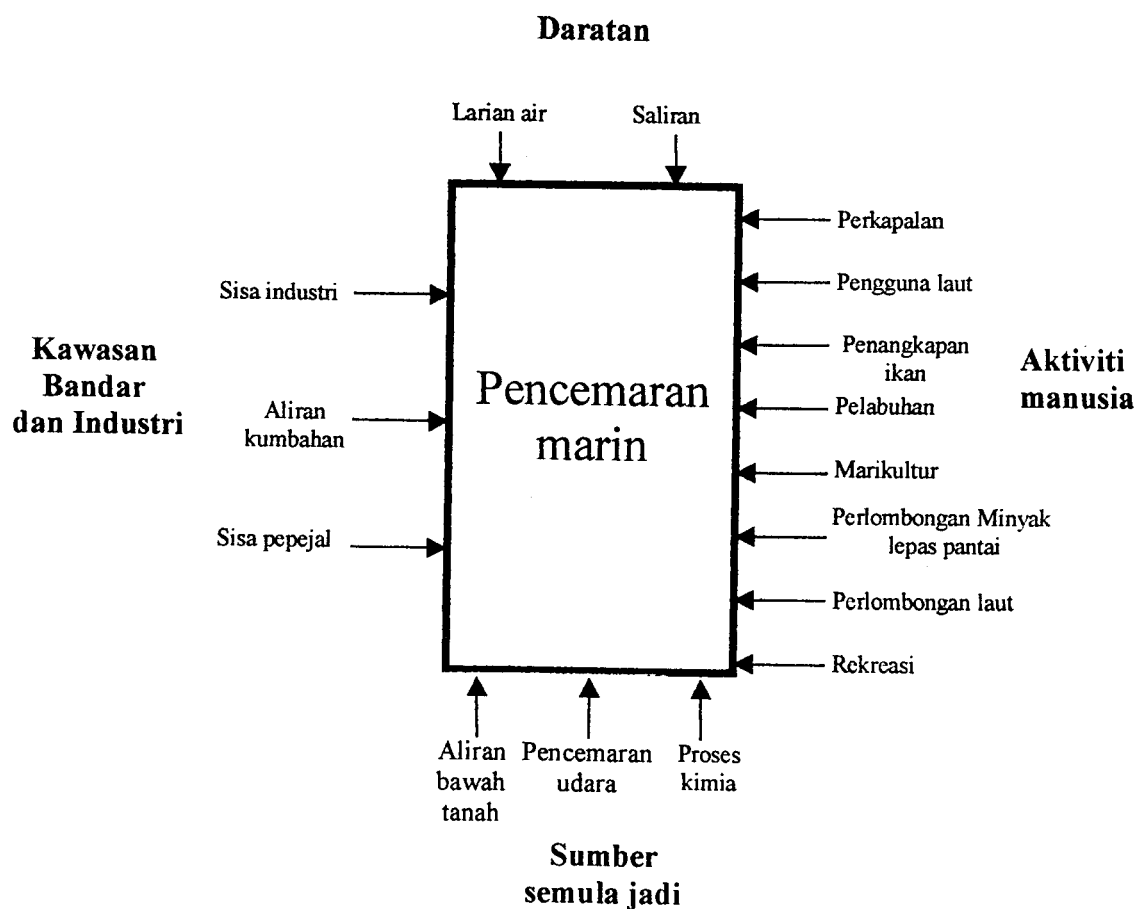 Daratan
Larian air
Saliran
Perkapalan
Pengguna laut
Sisa industri
Kawasan
Bandar
dan Industri
Penangkapan
ikan
Aktiviti
manusia
Pencemaran
marin
Aliran
kumbahan
Pelabuhan
Marikultur
Sisa pepejal
Perlombongan Minyak
lepas pantai
Perlombongan laut
Rekreasi
Aliran
bawah
tanah
Pencemaran
udara
Proses
kimia
Sumber
semula jadi